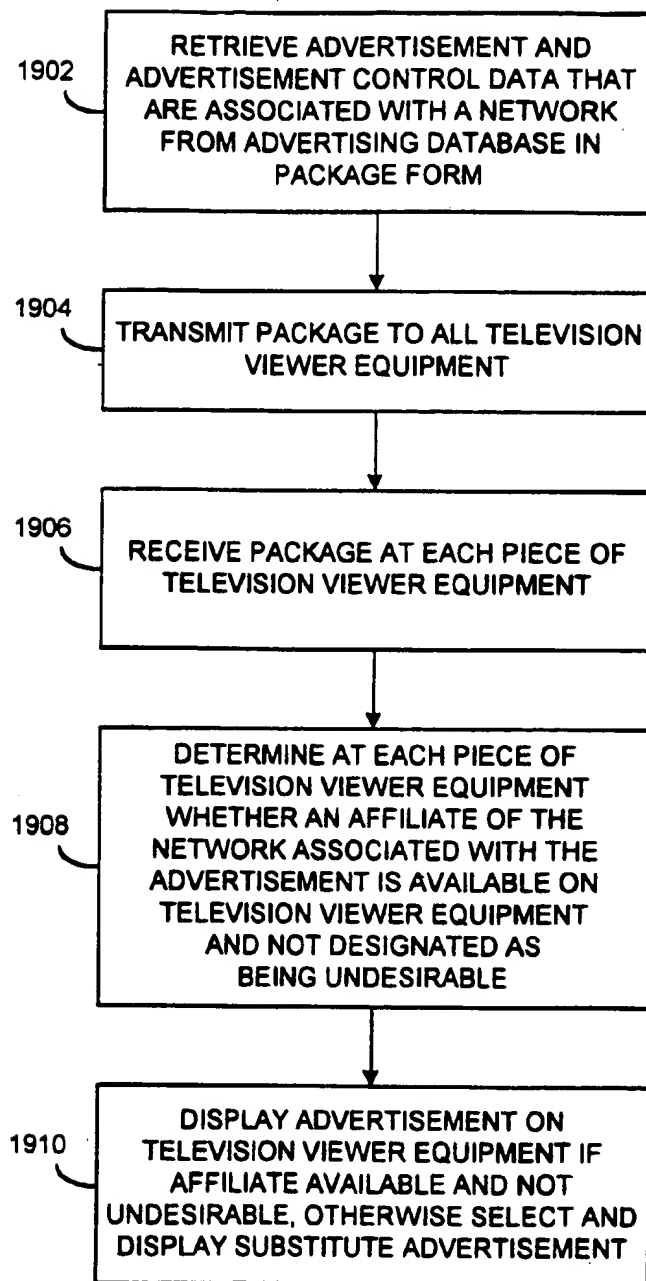 1902
RETRIEVE ADVERTISEMENT AND
ADVERTISEMENT CONTROL DATA THAT
ARE ASSOCIATED WITH A NETWORK
FROM ADVERTISING DATABASE IN
PACKAGE FORM
1904
TRANSMIT PACKAGE TO ALL TELEVISION
VIEWER EQUIPMENT
1906
RECEIVE PACKAGE AT EACH PIECE OF
TELEVISION VIEWER EQUIPMENT
1908
DETERMINE AT EACH PIECE OF
TELEVISION VIEWER EQUIPMENT
WHETHER AN AFFILIATE OF THE
NETWORK ASSOCIATED WITH THE
ADVERTISEMENT IS AVAILABLE ON
TELEVISION VIEWER EQUIPMENT
AND NOT DESIGNATED AS
BEING UNDESIRABLE
1910
DISPLAY ADVERTISEMENT ON
TELEVISION VIEWER EQUIPMENT IF
AFFILIATE AVAILABLE AND NOT
UNDESIRABLE, OTHERWISE SELECT AND
DISPLAY SUBSTITUTE ADVERTISEMENT